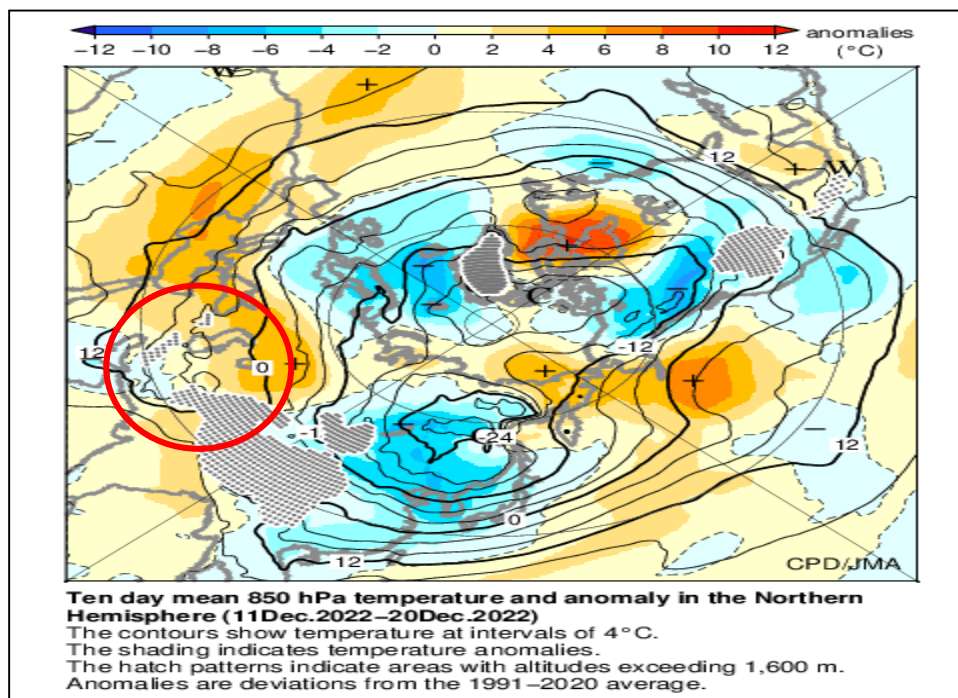 −12 −10 −8 −6 −4 −2 0 2 4 6 8 10 12
anomalies
(°C)
W
12
W
C
12
0
-12
-1
-24
12
0
12
CPD/JMA
Ten day mean 850 hPa temperature and anomaly in the Northern
Hemisphere (11Dec.2022−20Dec.2022)
The contours show temperature at intervals of 4°C.
The shading indicates temperature anomalies.
The hatch patterns indicate areas with altitudes exceeding 1,600 m.
Anomalies are deviations from the 1991−2020 average.